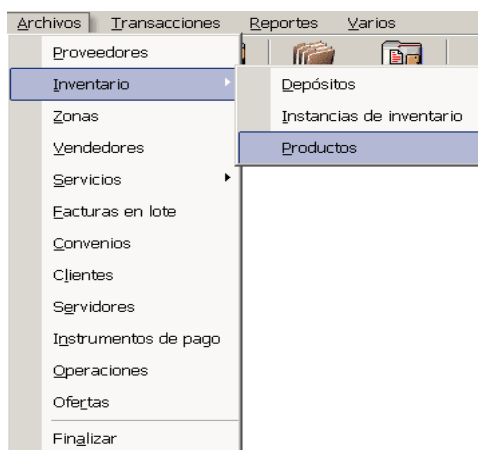 Archivos Transacciones Reportes Varios
Proveedores
Inventario
Depósitos
Instancias de inventario
Productos
Zonas
Vendedores
Servicios
Facturas en lote
Convenios
Clientes
Servidores
Instrumentos de pago
Operaciones
Ofertas
Finalizar